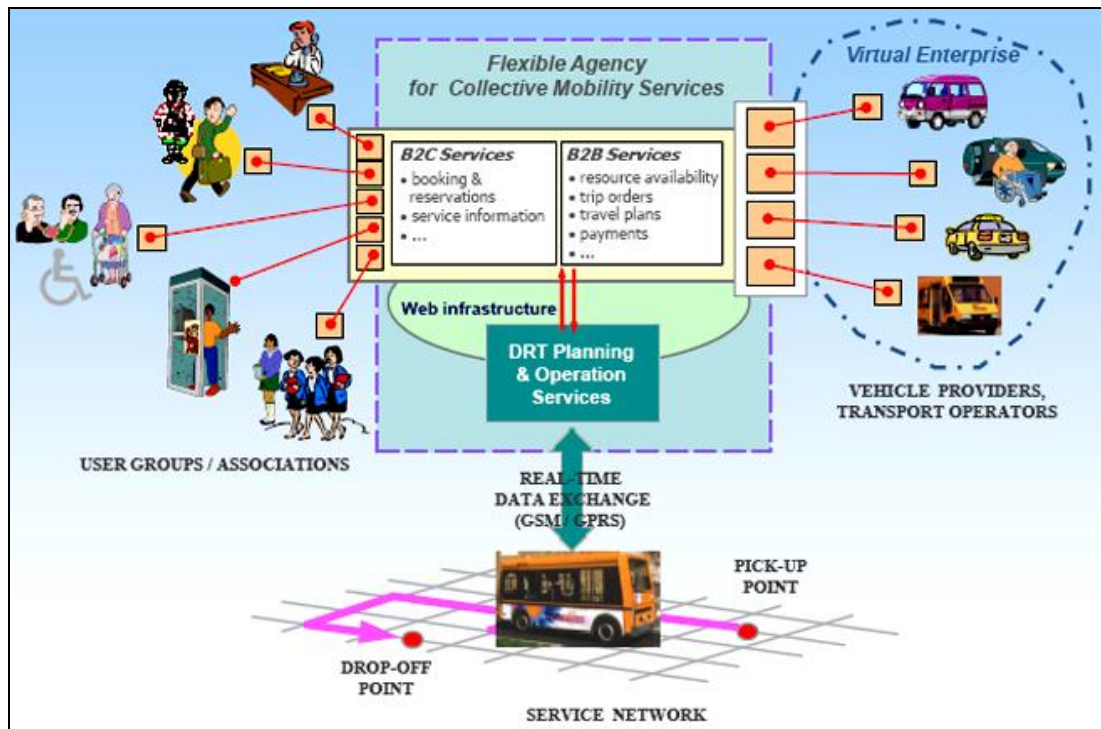 Flexible Agency
for Collective Mobility Services
Virtual Enterprise
B2C Services
• booking &
reservations
• service information
• ...
B2B Services
• resource availability
• trip orders
• travel plans
• payments
• ...
Web infrastructure
DRT Planning
& Operation
Services
VEHICLE PROVIDERS,
TRANSPORT OPERATORS
USER GROUPS / ASSOCIATIONS
REAL-TIME
DATA EXCHANGE
(GSM / GPRS)
PICK-UP
POINT
DROP-OFF
POINT
SERVICE NETWORK